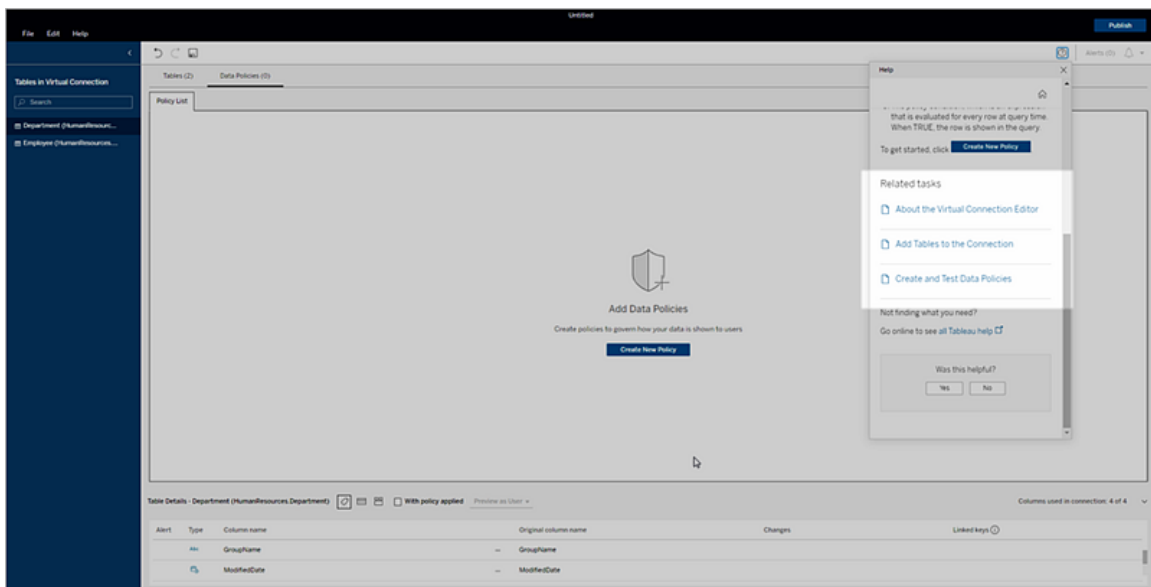 Untitled
File Edit Help
Publish
Alerts (0)
Tables in Virtual Connection
Search
Department (HumanResourc...
Employee (HumanResources....
Tables (2) Data Policies (0)
Policy List
Add Data Policies
Create policies to govern how your data is shown to users
Create New Policy
Help
that is evaluated for every row at query time.
When TRUE, the row is shown in the query.
To get started, click Create New Policy
Related tasks
About the Virtual Connection Editor
Add Tables to the Connection
Create and Test Data Policies
Not finding what you need?
Go online to see all Tableau help
Was this helpful?
Yes No
Table Details - Department (HumanResources.Department) With policy applied Preview as User
Columns used in connection: 4 of 4
Alert Type Column name Original column name Changes Linked keys
Abc GroupName GroupName
ModifiedDate ModifiedDate